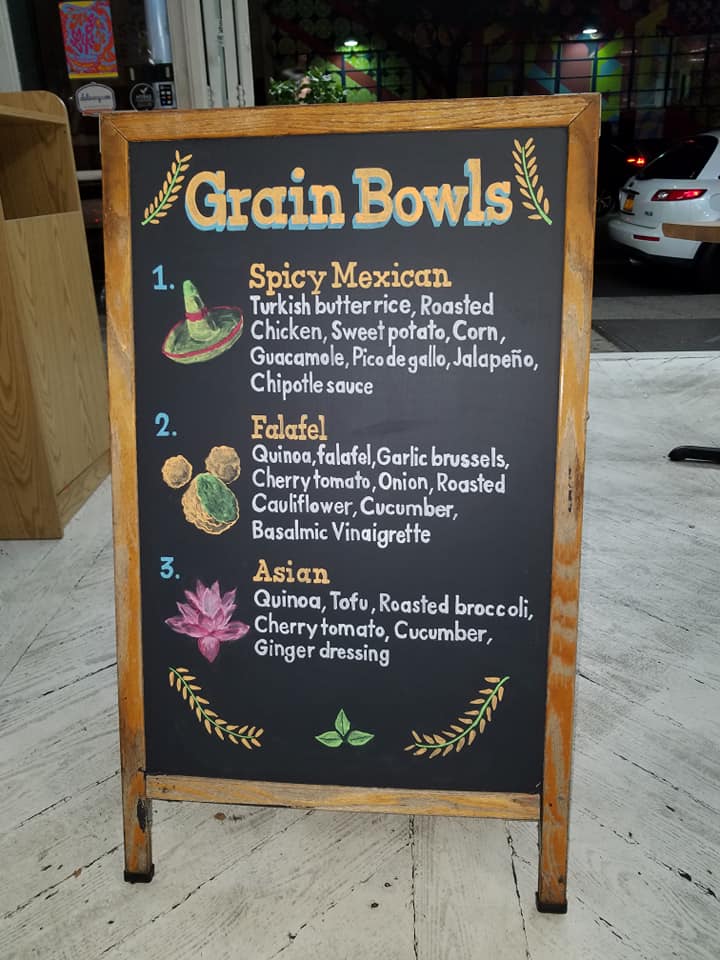 Grain Bowls
1.
Spicy Mexican
Turkish butter rice, Roasted
Chicken, Sweet potato, Corn,
Guacamole, Pico de gallo, Jalapeño,
Chipotle sauce
2.
Falafel
Quinoa, falafel, Garlic brussels,
Cherry tomato, Onion, Roasted
Cauliflower, Cucumber,
Basalmic Vinaigrette
3.
Asian
Quinoa, Tofu, Roasted broccoli,
Cherry tomato, Cucumber,
Ginger dressing